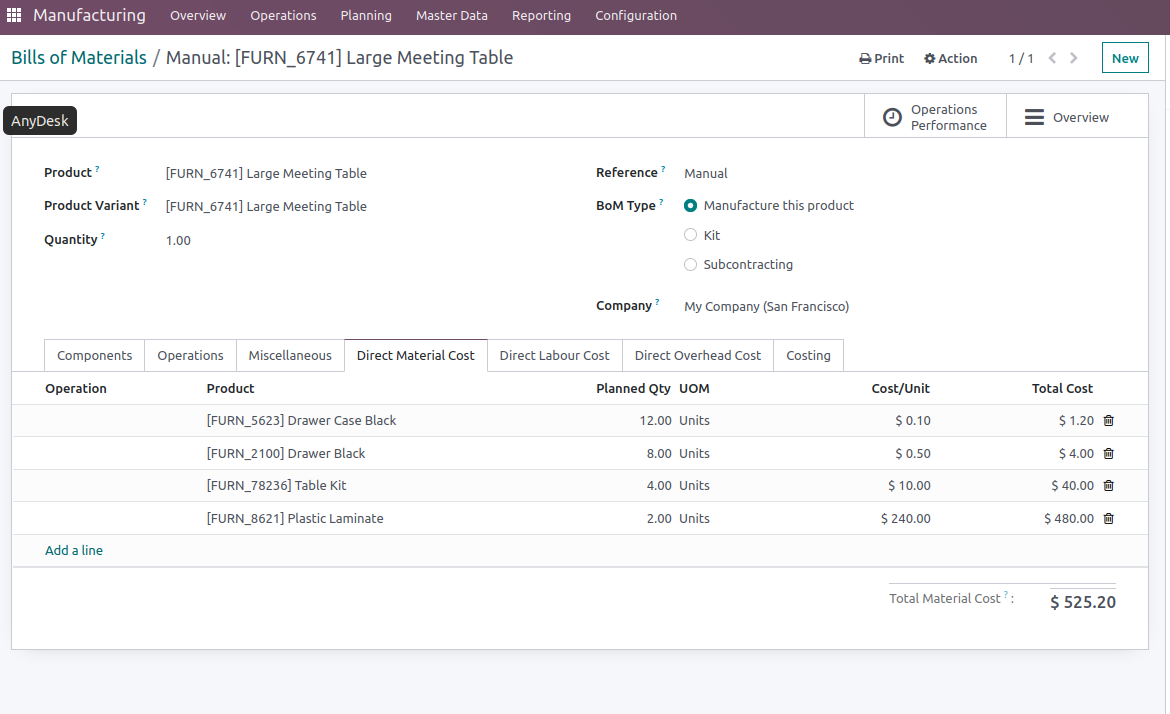 Manufacturing Overview Operations Planning Master Data Reporting Configuration
Bills of Materials / Manual: [FURN_6741] Large Meeting Table Print Action 1 / 1 New
AnyDesk
Operations Performance
Overview
Product ? [FURN_6741] Large Meeting Table
Product Variant ? [FURN_6741] Large Meeting Table
Quantity ? 1.00
Reference ? Manual
BoM Type ? Manufacture this product
Kit
Subcontracting
Company ? My Company (San Francisco)
Components Operations Miscellaneous Direct Material Cost Direct Labour Cost Direct Overhead Cost Costing
Operation Product Planned Qty UOM Cost/Unit Total Cost
[FURN_5623] Drawer Case Black 12.00 Units $ 0.10 $ 1.20
[FURN_2100] Drawer Black 8.00 Units $ 0.50 $ 4.00
[FURN_78236] Table Kit 4.00 Units $ 10.00 $ 40.00
[FURN_8621] Plastic Laminate 2.00 Units $ 240.00 $ 480.00
Add a line
Total Material Cost ? : $ 525.20